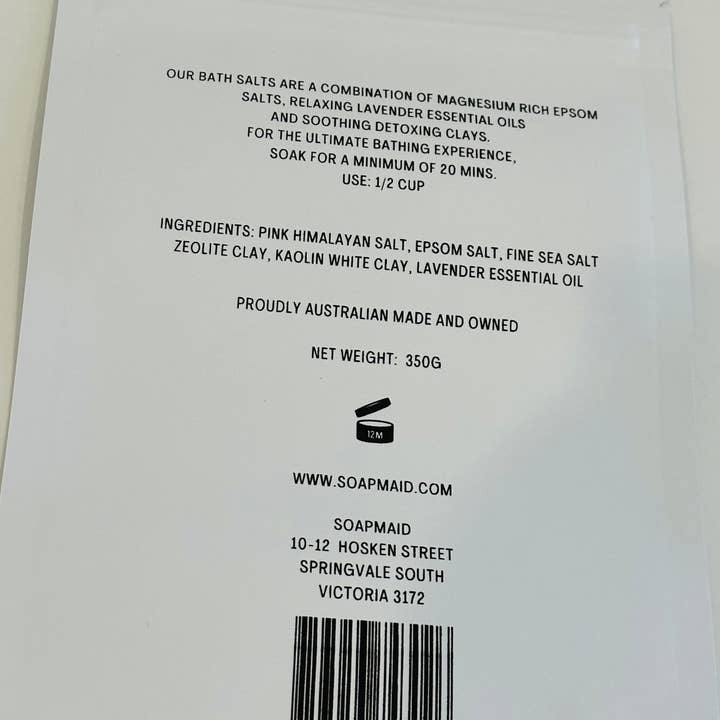 OUR BATH SALTS ARE A COMBINATION OF MAGNESIUM RICH EPSOM
SALTS, RELAXING LAVENDER ESSENTIAL OILS
AND SOOTHING DETOXING CLAYS.
FOR THE ULTIMATE BATHING EXPERIENCE,
SOAK FOR A MINIMUM OF 20 MINS.
USE: 1/2 CUP
INGREDIENTS: PINK HIMALAYAN SALT, EPSOM SALT, FINE SEA SALT
ZEOLITE CLAY, KAOLIN WHITE CLAY, LAVENDER ESSENTIAL OIL
PROUDLY AUSTRALIAN MADE AND OWNED
NET WEIGHT: 350G
12M
WWW.SOAPMAID.COM
SOAPMAID
10-12 HOSKEN STREET
SPRINGVALE SOUTH
VICTORIA 3172